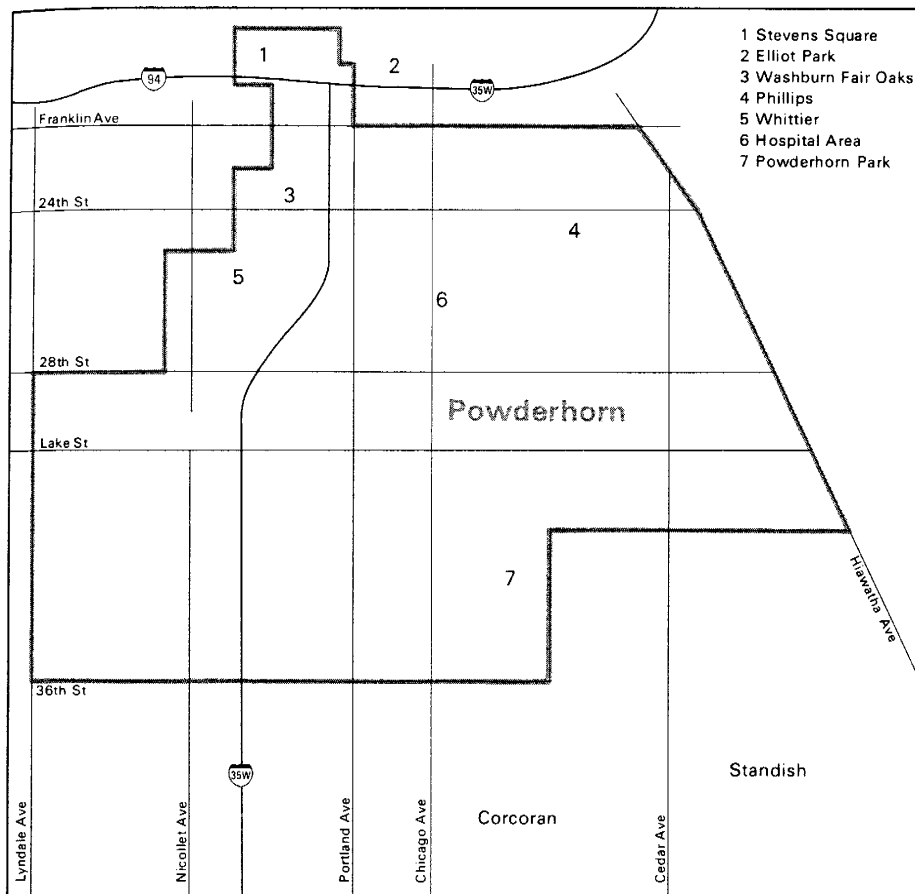 1 Stevens Square
2 Elliot Park
3 Washburn Fair Oaks
4 Phillips
5 Whittier
6 Hospital Area
7 Powderhorn Park
1
2
94
35W
Franklin Ave
3
24th St
4
5
6
28th St
Powderhorn
Lake St
7
Hiawatha Ave
36th St
35W
Standish
Corcoran
Lyndale Ave
Nicollet Ave
Portland Ave
Chicago Ave
Cedar Ave